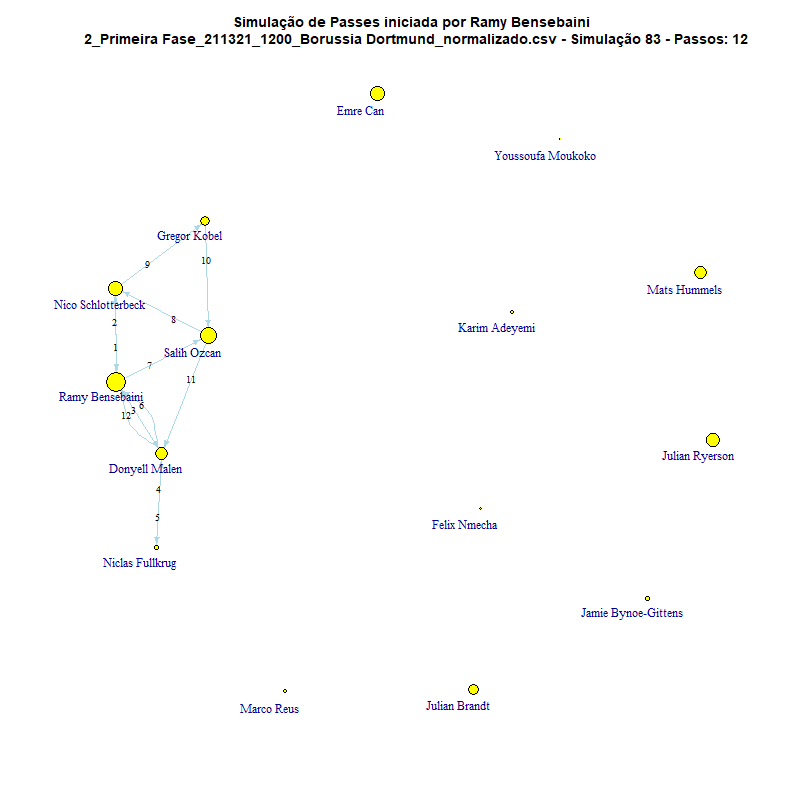 Simulação de Passes iniciada por Ramy Bensebaini
2_Primeira Fase_211321_1200_Borussia Dortmund_normalizado.csv - Simulação 83 - Passos: 12
Emre Can
Youssoufa Moukoko
Gregor Kobel
9
10
Mats Hummels
Nico Schlotterbeck
2
8
Karim Adeyemi
1
Salih Ozcan
7
11
Ramy Bensebaini
12
3
6
Julian Ryerson
Donyell Malen
4
5
Felix Nmecha
Niclas Fullkrug
Jamie Bynoe-Gittens
Marco Reus
Julian Brandt